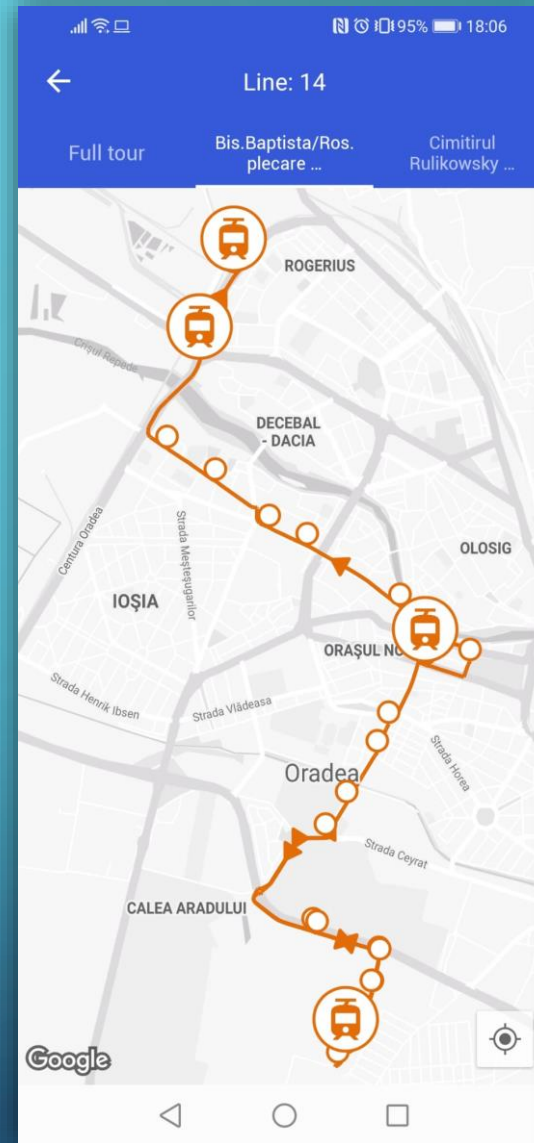 95% 18:06
Line: 14
Full tour
Bis.Baptista/Ros.
plecare ...
Cimitirul
Rulikowsky ...
ROGERIUS
Crișul Repede
DECEBAL
- DACIA
Centura Oradea
Strada Meșteșugarilor
OLOSIG
IOȘIA
ORAȘUL NO
Strada Henrik Ibsen
Strada Vlădeasa
Strada Horea
Oradea
Strada Ceyrat
CALEA ARADULUI
Google